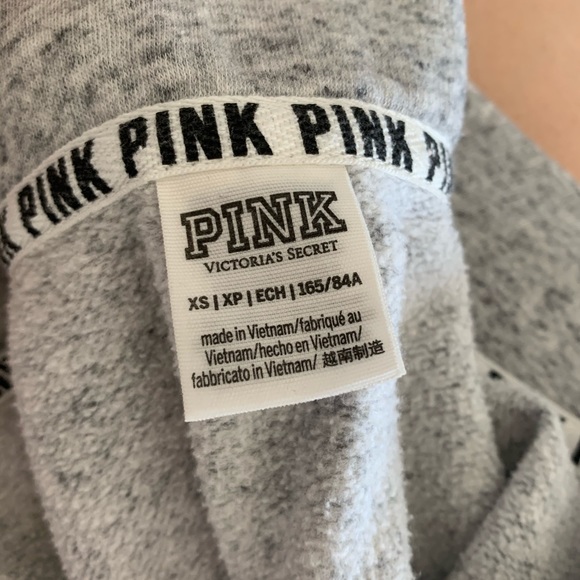 PINK PINK PINK PINK
PINK
VICTORIA'S SECRET
XS | XP | ECH | 165/84A
made in Vietnam/fabriqué au
Vietnam/hecho en Vietnam/
fabbricato in Vietnam/ 越南制造